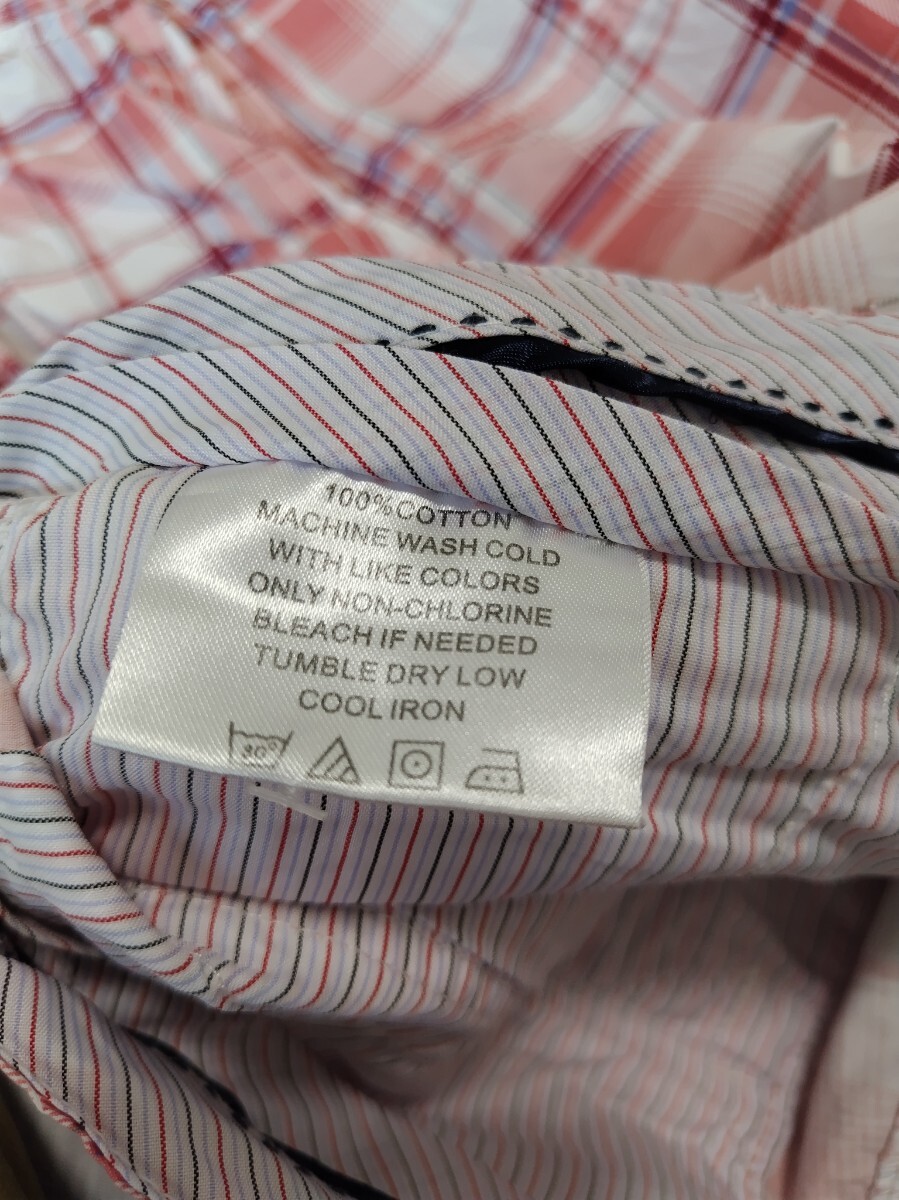 100%COTTON
MACHINE WASH COLD
WITH LIKE COLORS
ONLY NON-CHLORINE
BLEACH IF NEEDED
TUMBLE DRY LOW
COOL IRON
30°